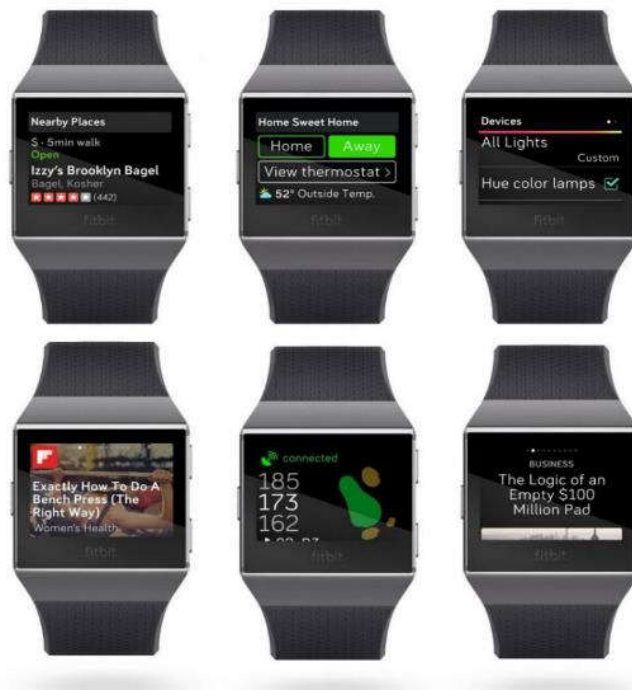 Nearby Places
$ · 5min walk
Open
Izzy's Brooklyn Bagel
Bagel, Kosher
(442)
fitbit
Home Sweet Home
Home Away
View thermostat >
52° Outside Temp.
fitbit
Devices
All Lights
Custom
Hue color lamps
fitbit
Exactly How To Do A
Bench Press (The
Right Way)
Women's Health
fitbit
connected
185
173
162
fitbit
BUSINESS
The Logic of an
Empty $100
Million Pad
fitbit